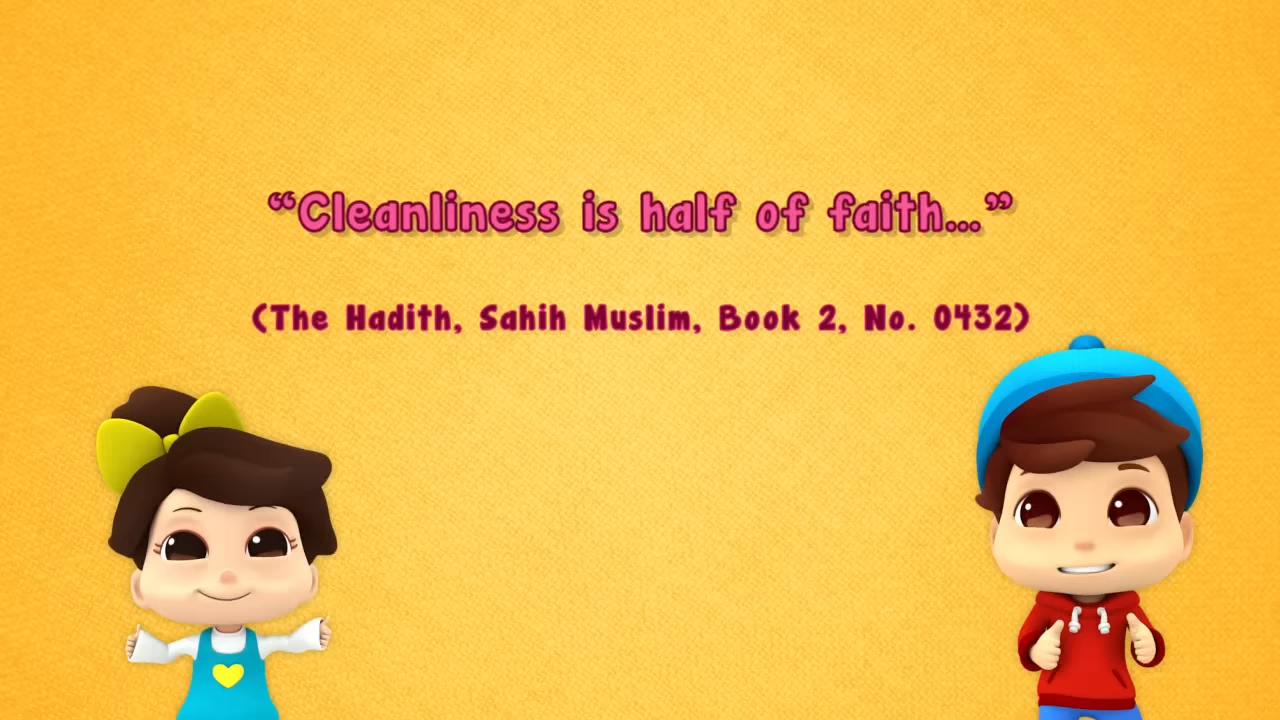 “Cleanliness is half of faith...”
(The Hadith, Sahih Muslim, Book 2, No. 0432)